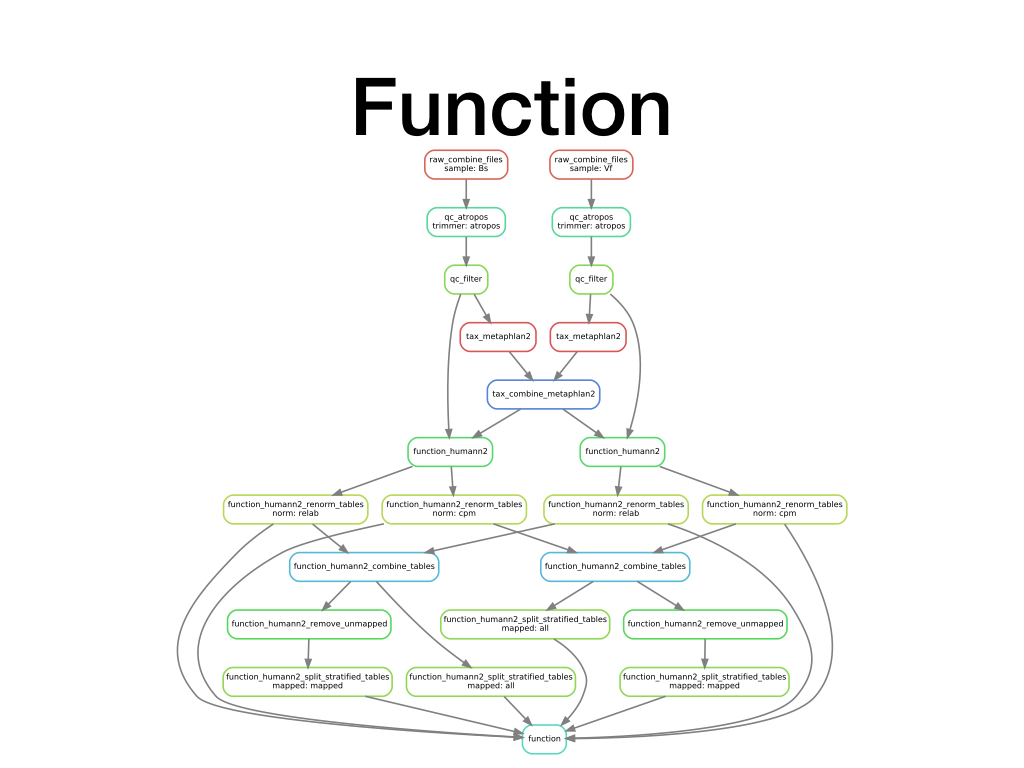 Function
raw_combine_files
sample: Bs
raw_combine_files
sample: Vf
qc_atropos
trimmer: atropos
qc_atropos
trimmer: atropos
qc_filter
qc_filter
tax_metaphlan2
tax_metaphlan2
tax_combine_metaphlan2
function_humann2
function_humann2
function_humann2_renorm_tables
norm: relab
function_humann2_renorm_tables
norm: cpm
function_humann2_renorm_tables
norm: relab
function_humann2_renorm_tables
norm: cpm
function_humann2_combine_tables
function_humann2_combine_tables
function_humann2_remove_unmapped
function_humann2_split_stratified_tables
mapped: all
function_humann2_remove_unmapped
function_humann2_split_stratified_tables
mapped: mapped
function_humann2_split_stratified_tables
mapped: all
function_humann2_split_stratified_tables
mapped: mapped
function